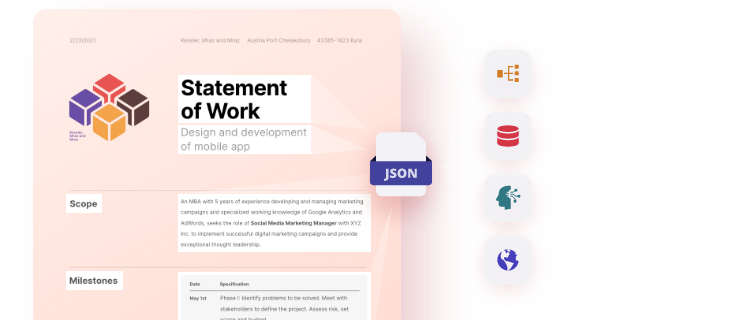 2/23/2021 Ressler, Mraz and Mraz Austria Port Chelseybury 43385-1423 Kyra
Statement
of Work
Design and development
of mobile app
Ressler,
Mraz and
Mraz
JSON
Scope
An MBA with 5 years of experience developing and managing marketing
campaigns and specialized working knowledge of Google Analytics and
AdWords, seeks the role of Social Media Marketing Manager with XYZ
Inc. to implement successful digital marketing campaigns and provide
exceptional thought leadership.
Milestones
Date Specification
May 1st Phase I: Identify problems to be solved. Meet with
stakeholders to define the project. Assess risk, set
scope and budget.